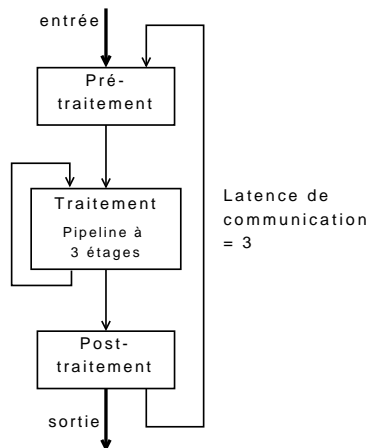 entrée
Pré-
traitement
Traitement
Pipeline à
3 étages
Latence de
communication
= 3
Post-
traitement
sortie